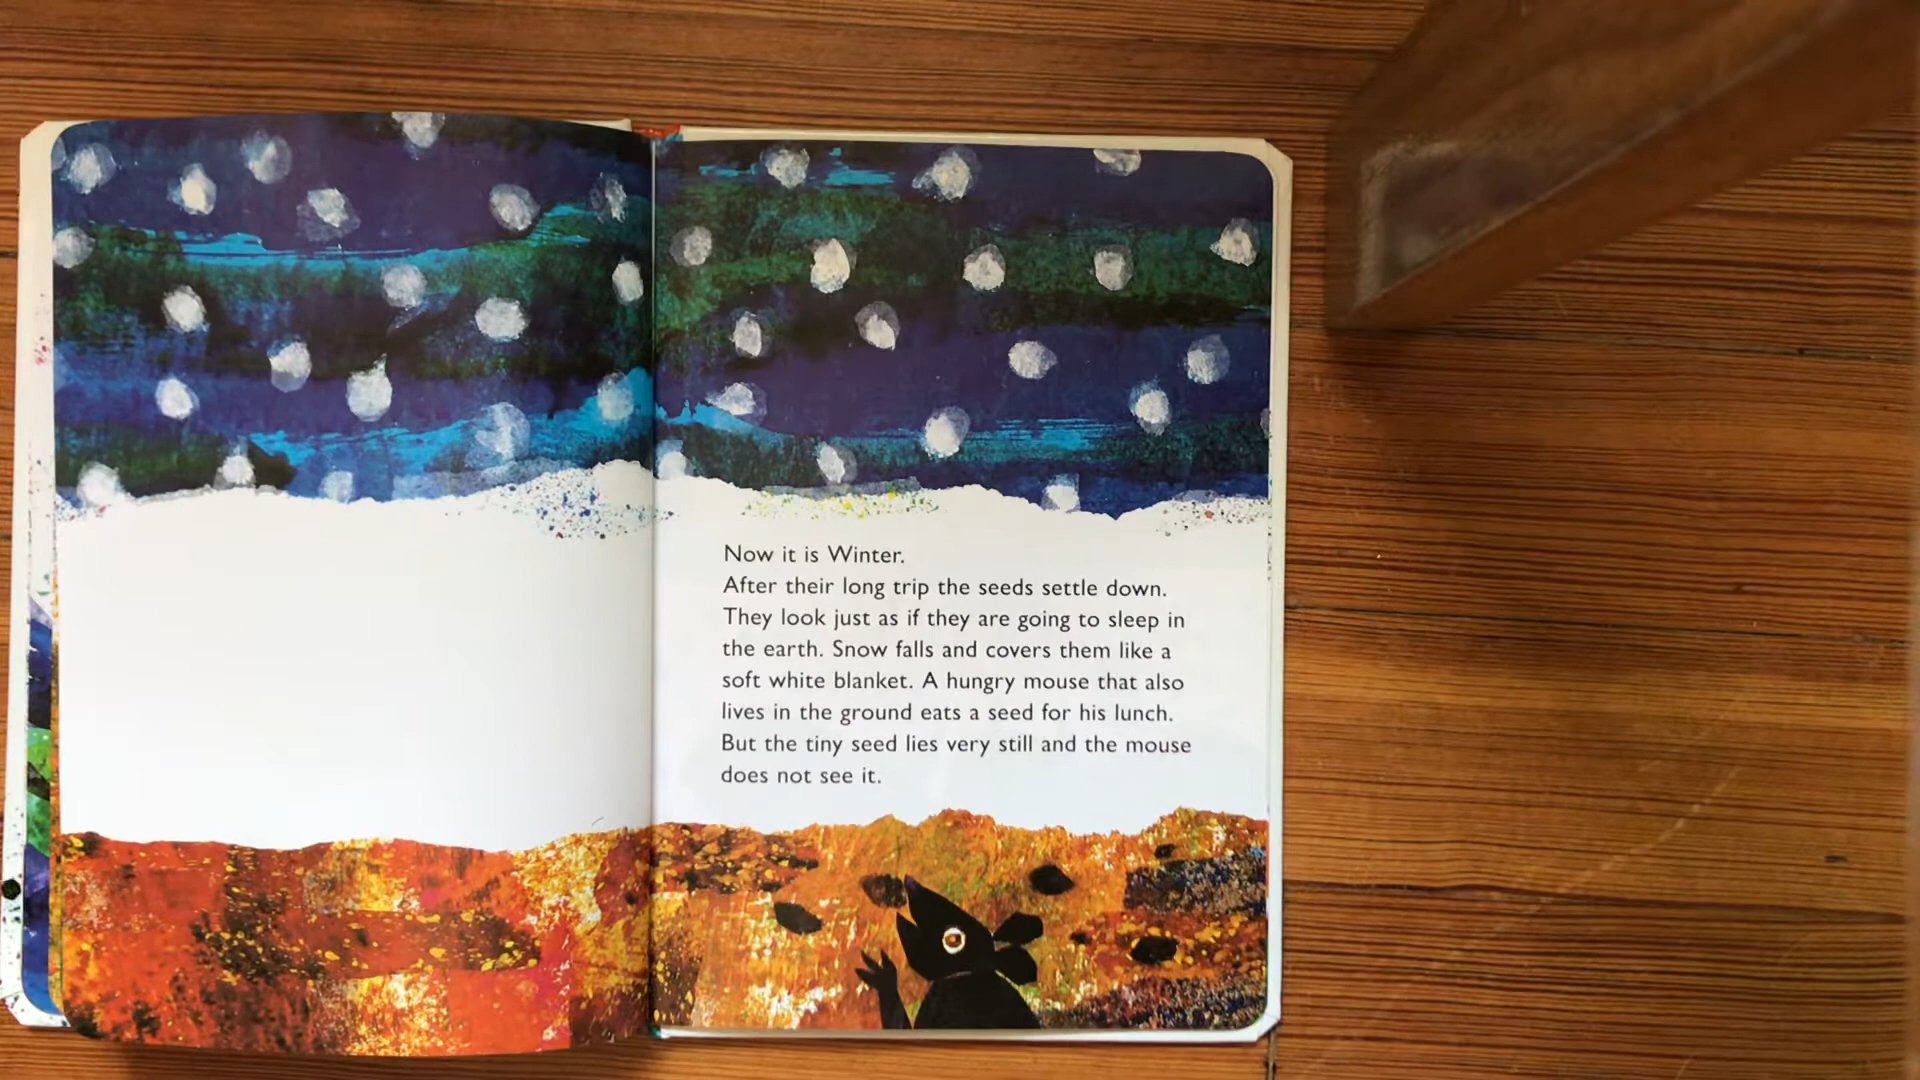 Now it is Winter.
After their long trip the seeds settle down.
They look just as if they are going to sleep in
the earth. Snow falls and covers them like a
soft white blanket. A hungry mouse that also
lives in the ground eats a seed for his lunch.
But the tiny seed lies very still and the mouse
does not see it.